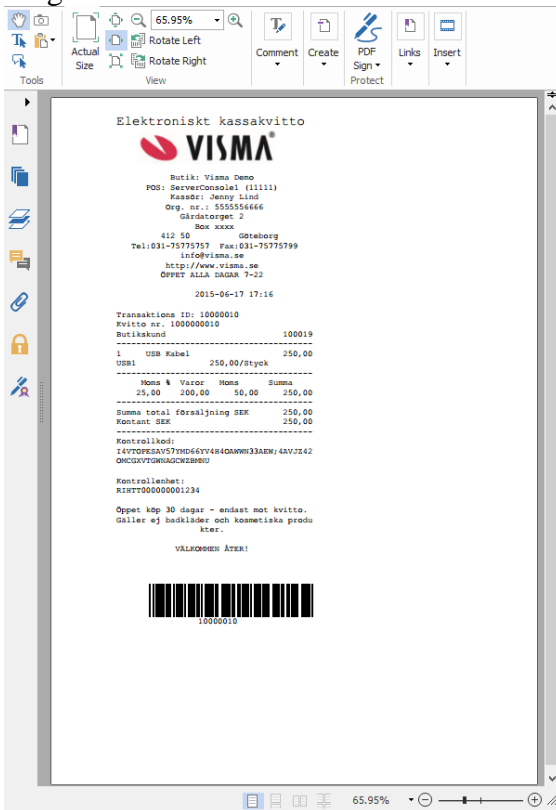 65.95%
Rotate Left
Rotate Right
Actual
Size
Comment
Create
PDF
Sign
Links
Insert
Tools
View
Protect
Elektroniskt kassakvitto
VISMA®
Butik: Visma Demo
POS: ServerConsole1 (11111)
Kassör: Jenny Lind
Org. nr.: 5555556666
Gårdatorget 2
Box xxxx
412 50 Göteborg
Tel:031-75775757 Fax:031-75775799
info@visma.se
http://www.visma.se
ÖPPET ALLA DAGAR 7-22
2015-06-17 17:16
Transaktions ID: 10000010
Kvitto nr. 1000000010
Butikskund 100019
1 USB Kabel 250,00
USB1 250,00/Styck
Moms % Varor Moms Summa
25,00 200,00 50,00 250,00
Summa total försäljning SEK 250,00
Kontant SEK 250,00
Kontrollkod:
I4VTOPESAV57YMD66YV4H4OAWWN33AEW;4AVJZ42
OMCGXVTGWNAGCWZBMNU
Kontrollenhet:
RIHTT000000001234
Öppet köp 30 dagar - endast mot kvitto.
Gäller ej badkläder och kosmetiska produ
kter.
VÄLKOMMEN ÅTER!
10000010
65.95%